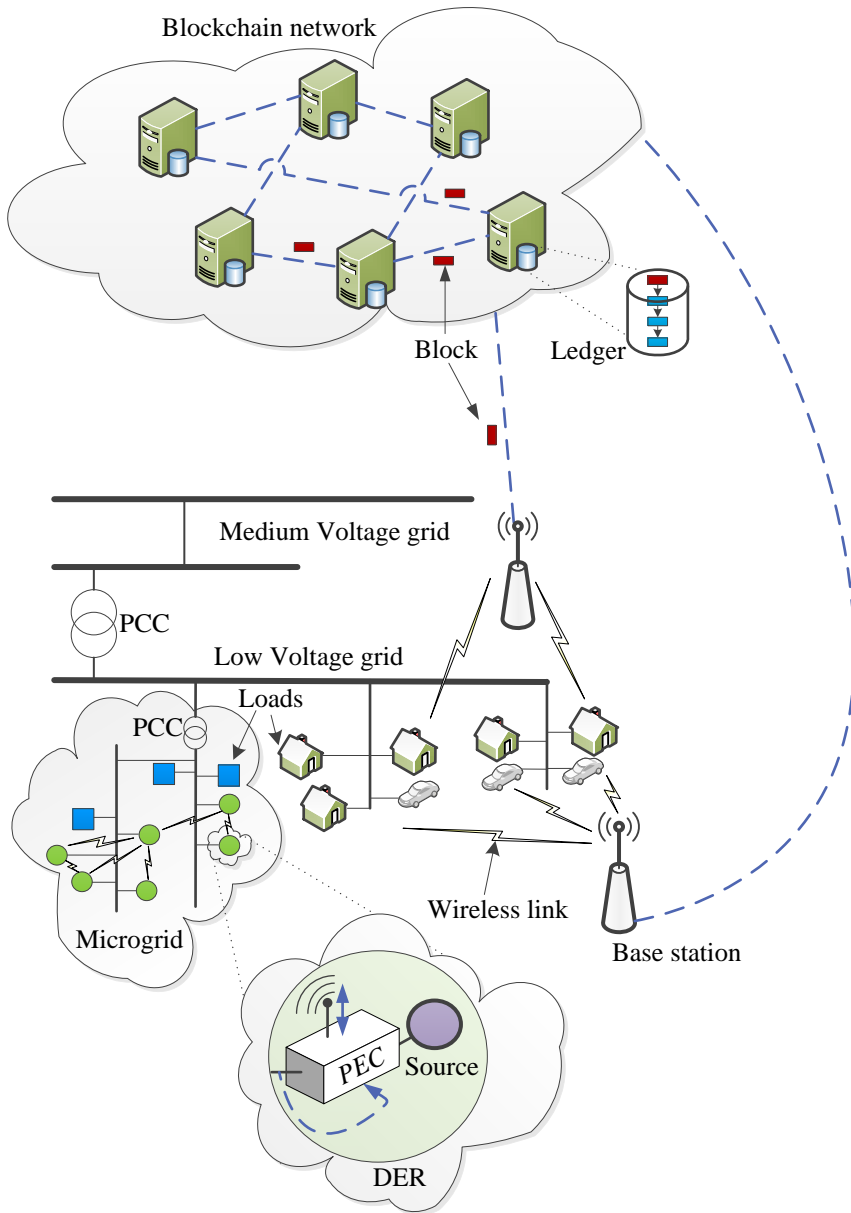 Blockchain network
Block
Ledger
Medium Voltage grid
PCC
Low Voltage grid
PCC
Loads
Wireless link
Microgrid
Base station
PEC
Source
DER